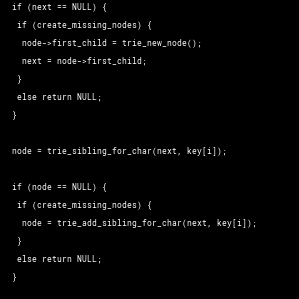 if (next == NULL) {
if (create_missing_nodes) {
node->first_child = trie_new_node();
next = node->first_child;
}
else return NULL;
}
node = trie_sibling_for_char(next, key[i]);
if (node == NULL) {
if (create_missing_nodes) {
node = trie_add_sibling_for_char(next, key[i]);
}
else return NULL;
}